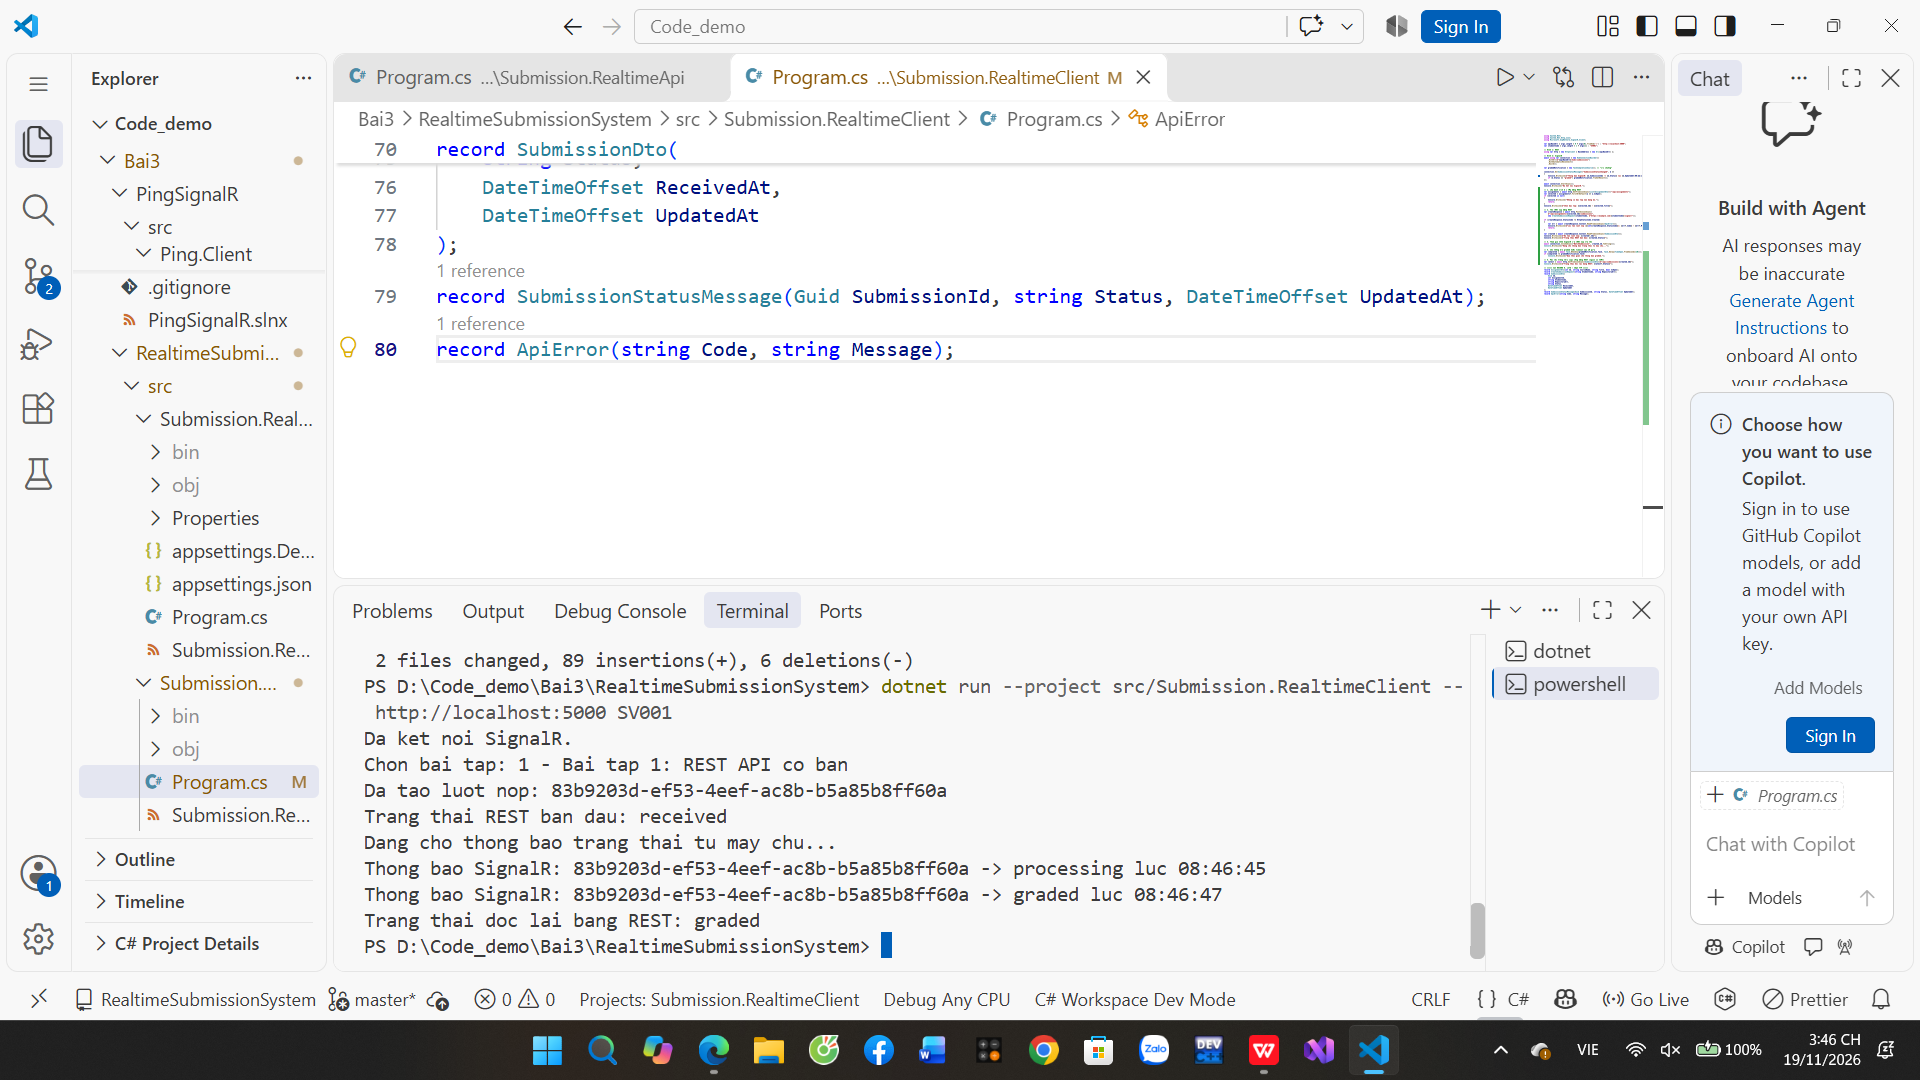 Code_demo
Sign In
Explorer
Code_demo
Bai3
PingSignalR
src
Ping.Client
.gitignore
PingSignalR.slnx
RealtimeSubmi...
src
Submission.Real...
bin
obj
Properties
appsettings.De...
appsettings.json
Program.cs
Submission.Re...
Submission....
bin
obj
Program.cs M
Submission.Re...
Outline
Timeline
C# Project Details
2
1
Program.cs ...\Submission.RealtimeApi
Program.cs ...\Submission.RealtimeClient M
Bai3 > RealtimeSubmissionSystem > src > Submission.RealtimeClient > Program.cs > ApiError
70 record SubmissionDto(
76 DateTimeOffset ReceivedAt,
77 DateTimeOffset UpdatedAt
78 );
1 reference
79 record SubmissionStatusMessage(Guid SubmissionId, string Status, DateTimeOffset UpdatedAt);
1 reference
80 record ApiError(string Code, string Message);
Problems Output Debug Console Terminal Ports
2 files changed, 89 insertions(+), 6 deletions(-)
PS D:\Code_demo\Bai3\RealtimeSubmissionSystem> dotnet run --project src/Submission.RealtimeClient --
http://localhost:5000 SV001
Da ket noi SignalR.
Chon bai tap: 1 - Bai tap 1: REST API co ban
Da tao luot nop: 83b9203d-ef53-4eef-ac8b-b5a85b8ff60a
Trang thai REST ban dau: received
Dang cho thong bao trang thai tu may chu...
Thong bao SignalR: 83b9203d-ef53-4eef-ac8b-b5a85b8ff60a -> processing luc 08:46:45
Thong bao SignalR: 83b9203d-ef53-4eef-ac8b-b5a85b8ff60a -> graded luc 08:46:47
Trang thai doc lai bang REST: graded
PS D:\Code_demo\Bai3\RealtimeSubmissionSystem>
dotnet
powershell
Chat
Build with Agent
AI responses may
be inaccurate
Generate Agent
Instructions to
onboard AI onto
your codebase
Choose how
you want to use
Copilot.
Sign in to use
GitHub Copilot
models, or add
a model with
your own API
key.
Add Models
Sign In
Program.cs
Chat with Copilot
Models
Copilot
RealtimeSubmissionSystem master* 0 0 Projects: Submission.RealtimeClient Debug Any CPU C# Workspace Dev Mode CRLF { } C# Go Live Prettier
VIE 100% 3:46 CH
19/11/2026
Zalo
DEV